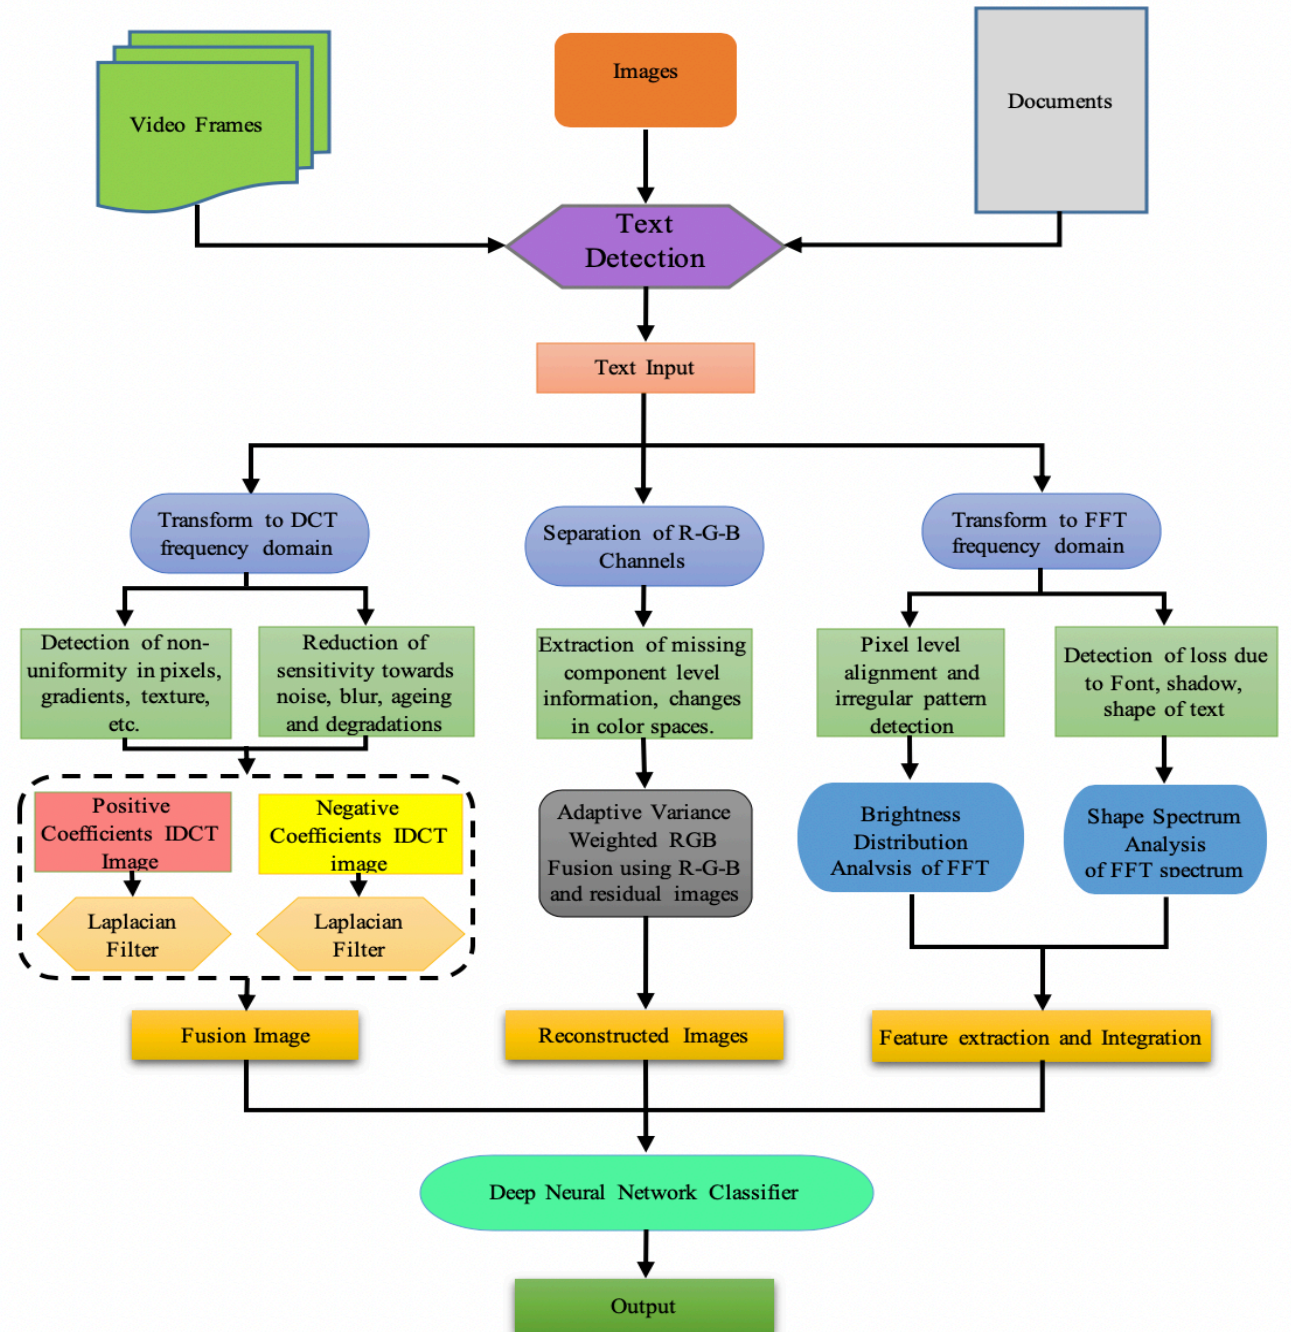 Video Frames
Images
Documents
Text
Detection
Text Input
Transform to DCT
frequency domain
Separation of R-G-B
Channels
Transform to FFT
frequency domain
Detection of non-
uniformity in pixels,
gradients, texture,
etc.
Reduction of
sensitivity towards
noise, blur, ageing
and degradations
Extraction of missing
component level
information, changes
in color spaces.
Pixel level
alignment and
irregular pattern
detection
Detection of loss due
to Font, shadow,
shape of text
Positive
Coefficients IDCT
Image
Negative
Coefficients IDCT
image
Laplacian
Filter
Laplacian
Filter
Adaptive Variance
Weighted RGB
Fusion using R-G-B
and residual images
Brightness
Distribution
Analysis of FFT
Shape Spectrum
Analysis
of FFT spectrum
Fusion Image
Reconstructed Images
Feature extraction and Integration
Deep Neural Network Classifier
Output